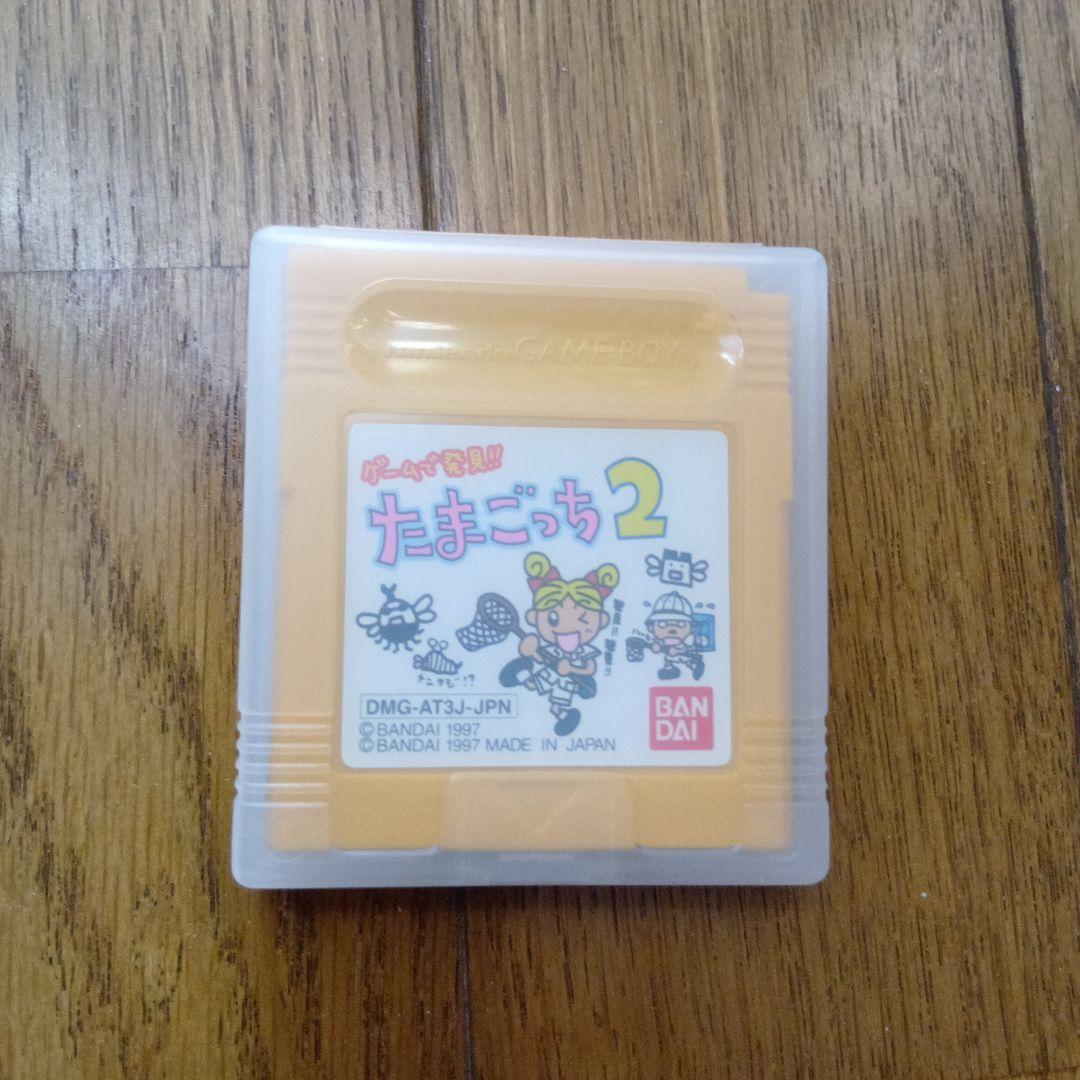 Nintendo GAME BOY
ゲームで発見!!
たまごっち2
DMG-AT3J-JPN
©BANDAI 1997
©BANDAI 1997 MADE IN JAPAN
BAN
DAI